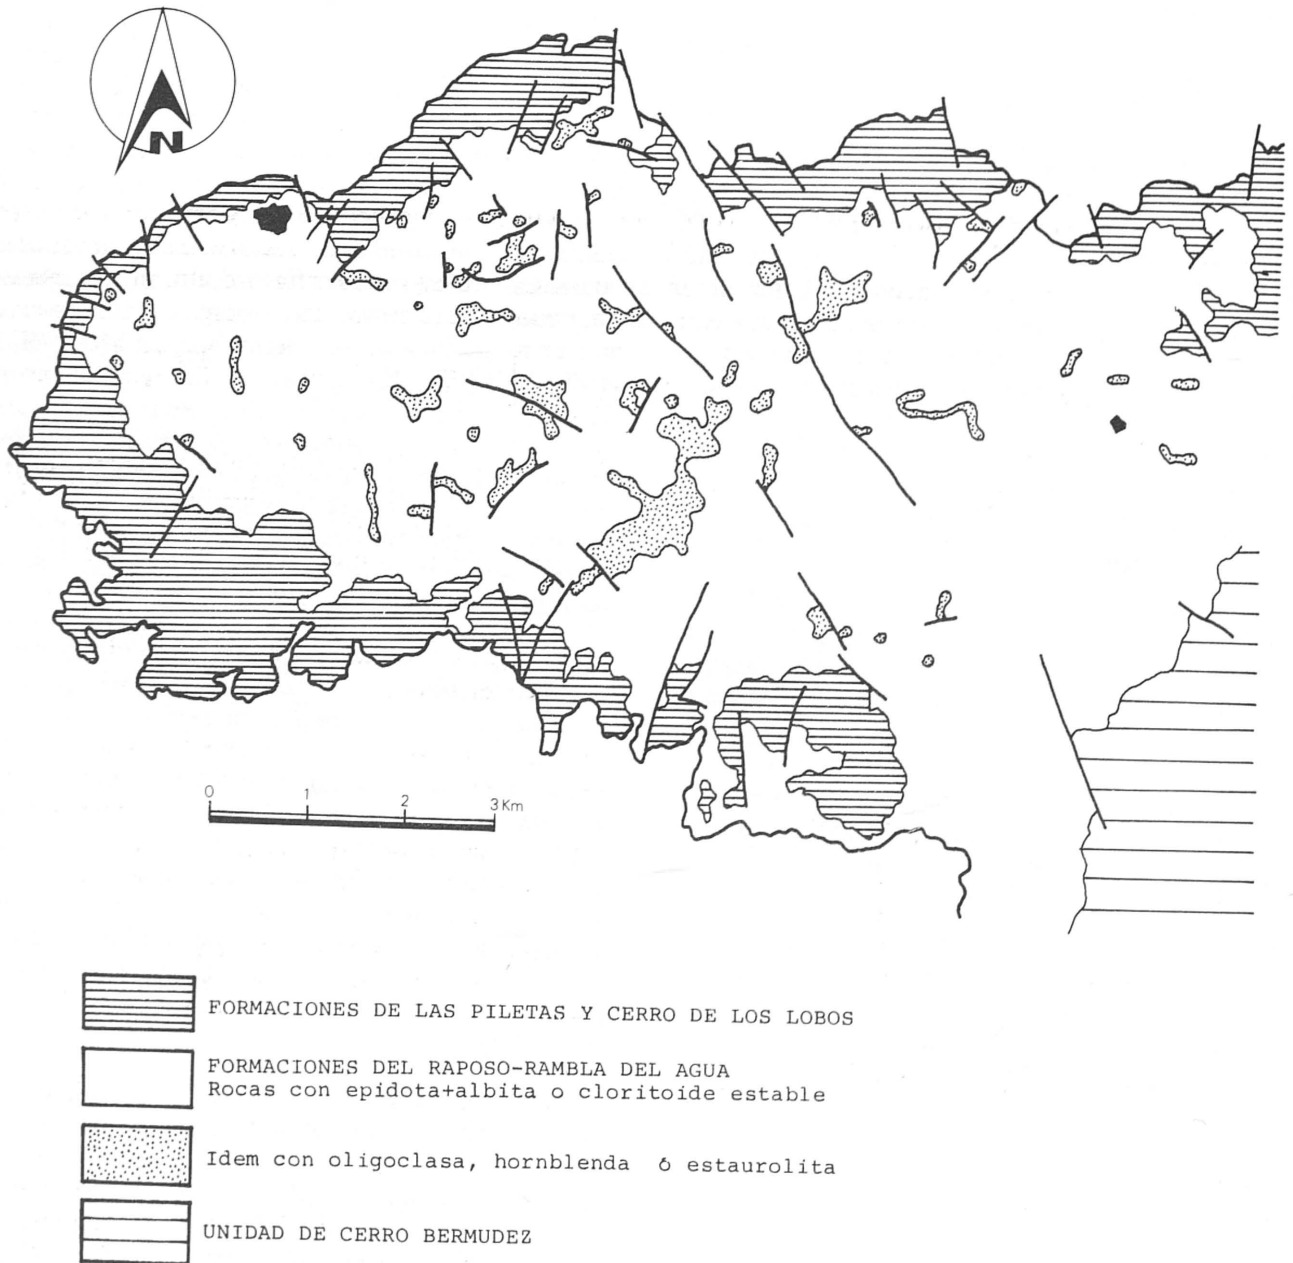 N
0 1 2 3 Km
FORMACIONES DE LAS PILETAS Y CERRO DE LOS LOBOS
FORMACIONES DEL RAPOSO-RAMBLA DEL AGUA
Rocas con epidota+albita o cloritoide estable
Idem con oligoclasa, hornblenda ó estaurolita
UNIDAD DE CERRO BERMUDEZ